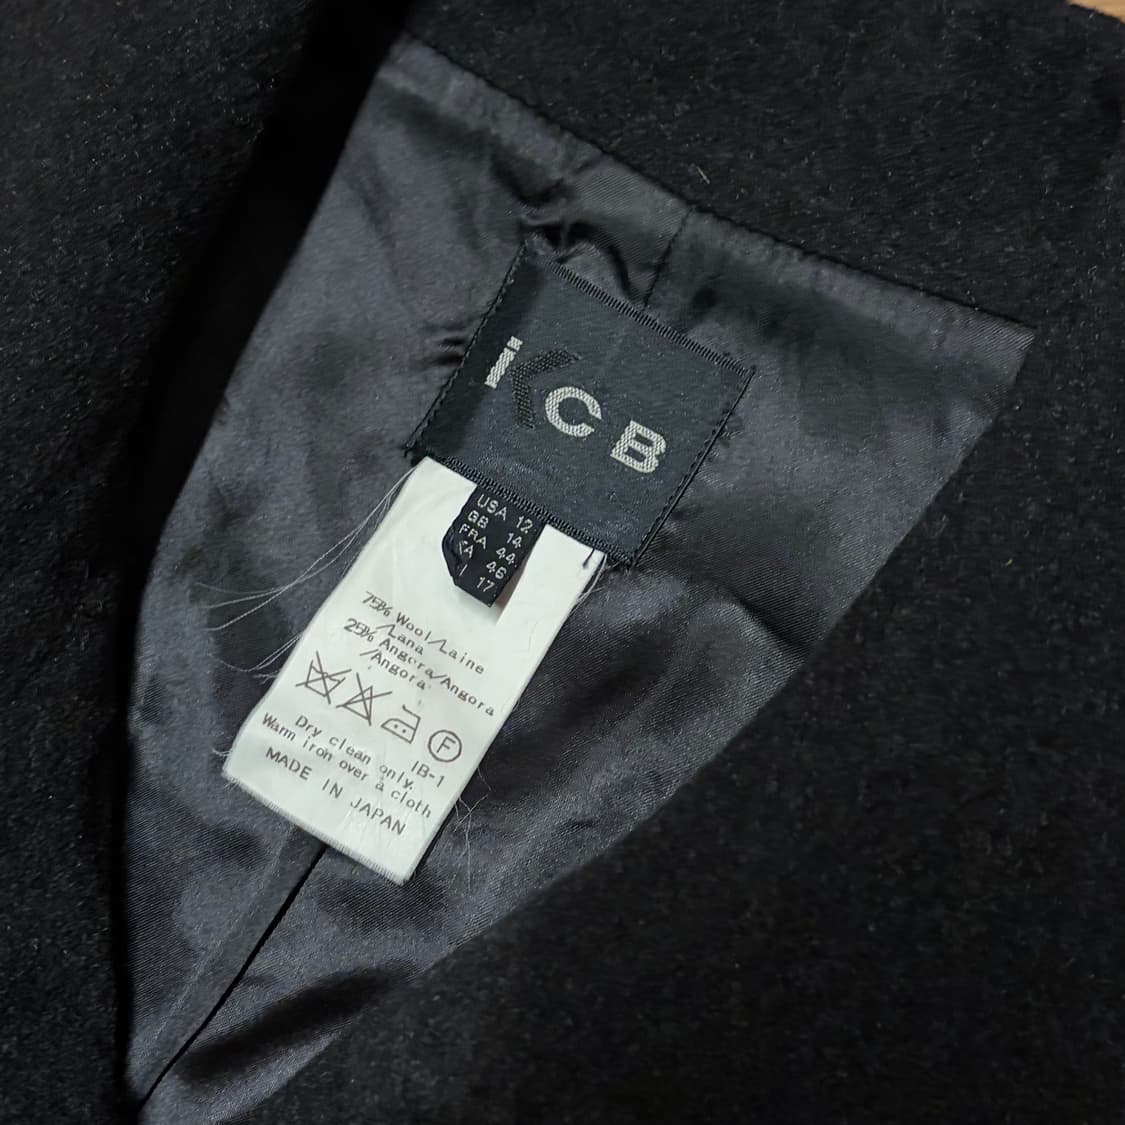 iKCB
USA 12
GB 14
FRA 44
46
17
75% Wool/Laine
/Lana
25% Angora/Angora
/Angora
F
IB-1
Dry clean only.
Warm iron over a cloth
MADE IN JAPAN